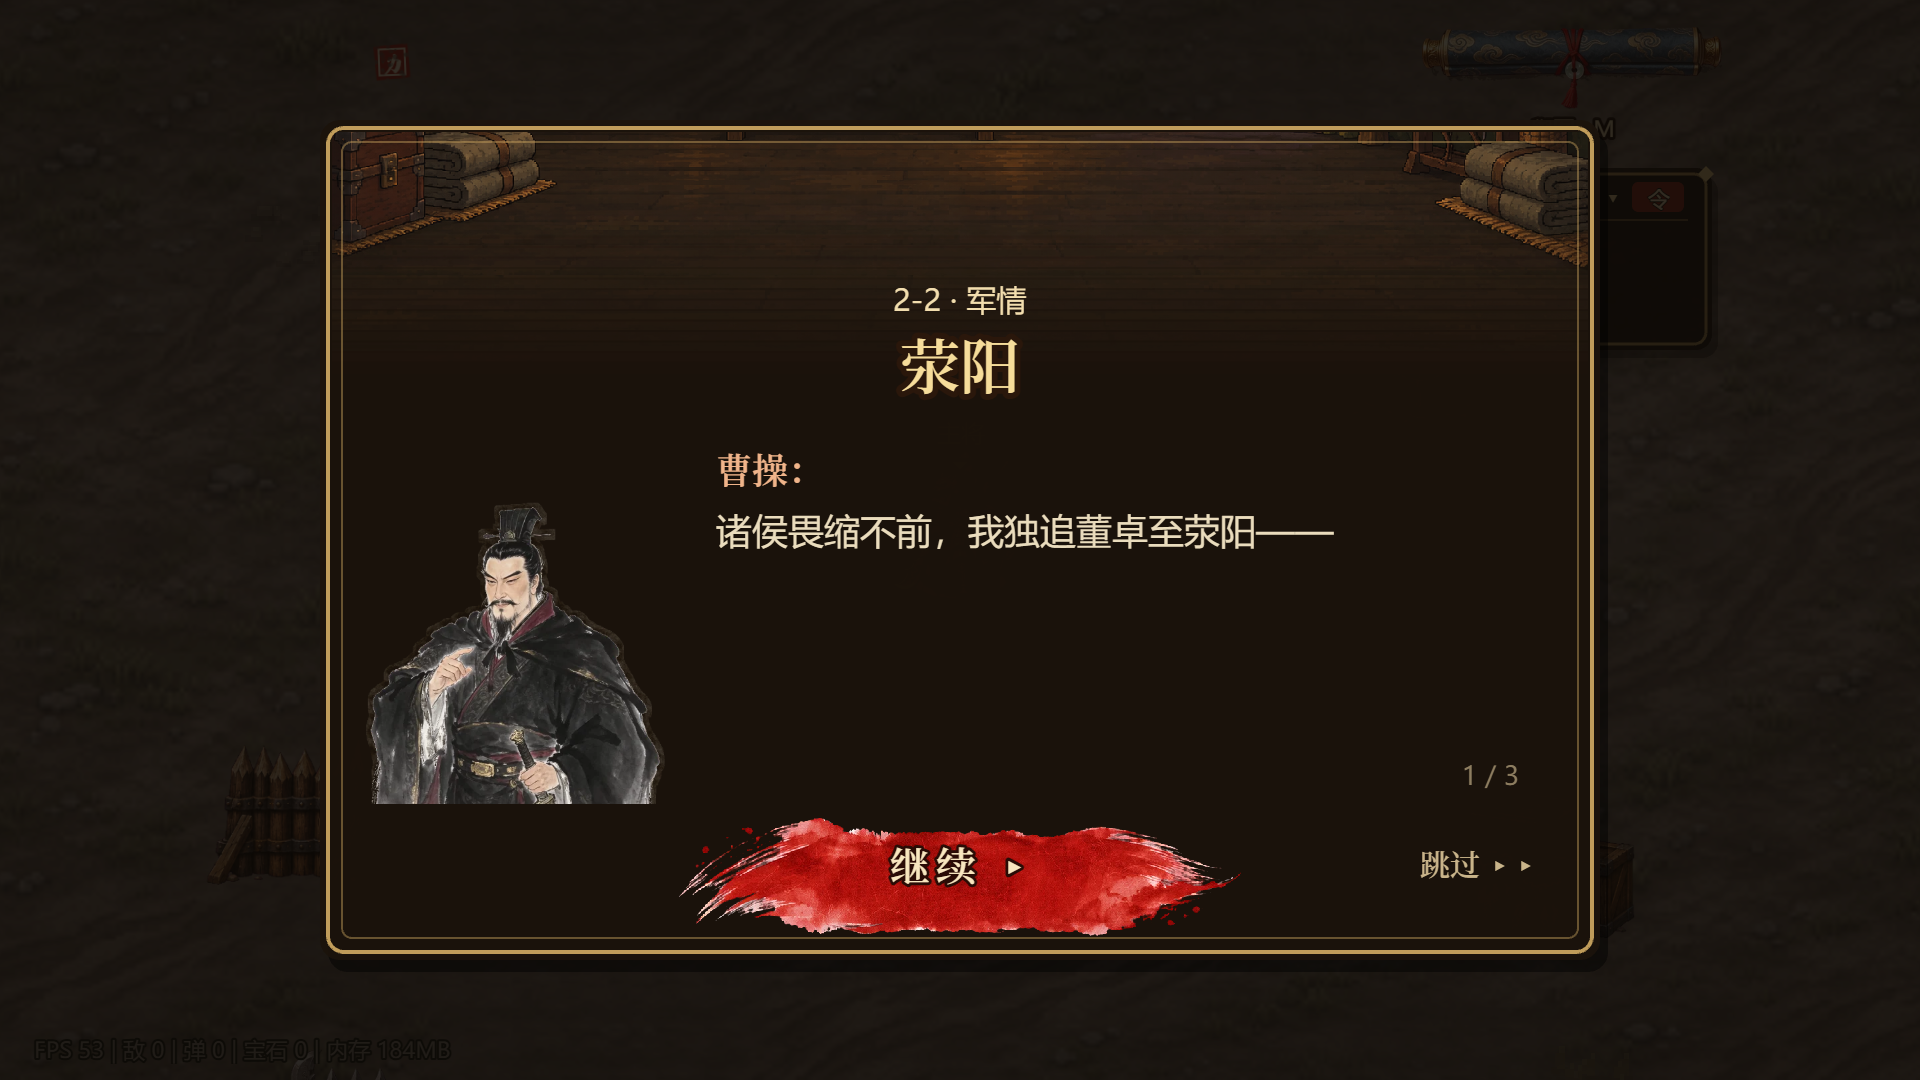 力
M
令
2-2 · 军情
荥阳
曹操：
诸侯畏缩不前，我独追董卓至荥阳——
1 / 3
继续
跳过
FPS 53 | 敌 0 | 弹 0 | 宝石 0 | 内存 184MB